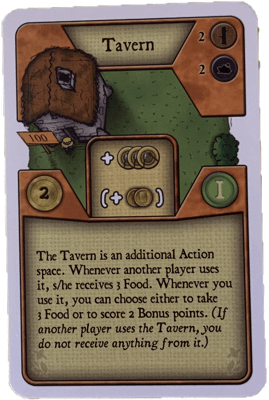 Tavern
2
2
100
2
+
(+ )
I
The Tavern is an additional Action
space. Whenever another player uses
it, s/he receives 3 Food. Whenever you
use it, you can choose either to take
3 Food or to score 2 Bonus points. (If
another player uses the Tavern, you
do not receive anything from it.)